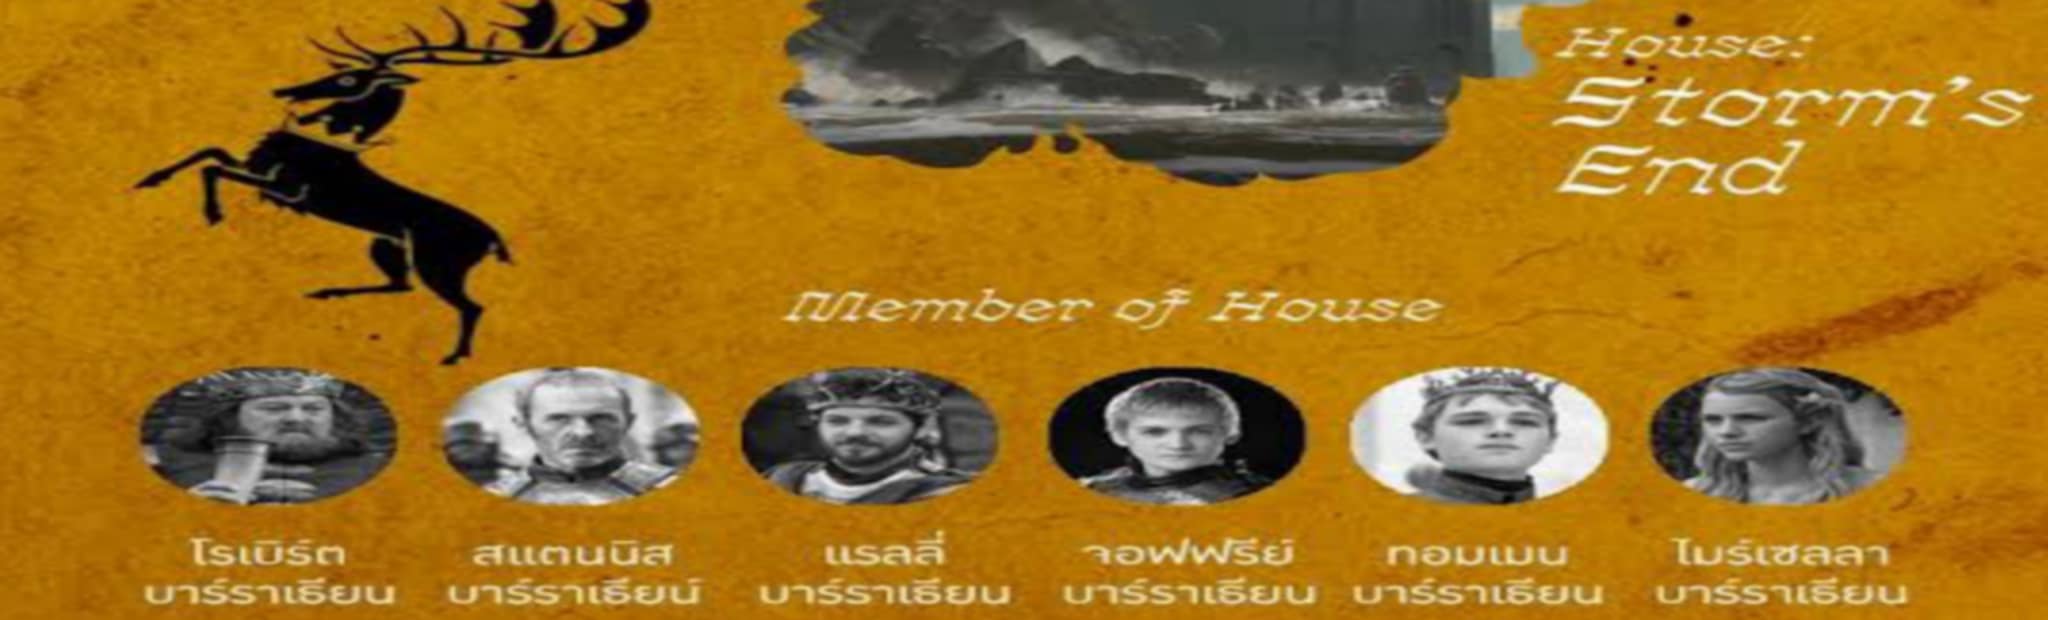 House:
Storm's
End
Member of House
โรเบิร์ต
บาร์ราเธียน
สแตนนิส
บาร์ราเธียน์
แรลลี่
บาร์ราเธียน
จอฟฟรีย์
บาร์ราเธียน
ทอมเมน
บาร์ราเธียน
ไมร์เซลลา
บาร์ราเธียน